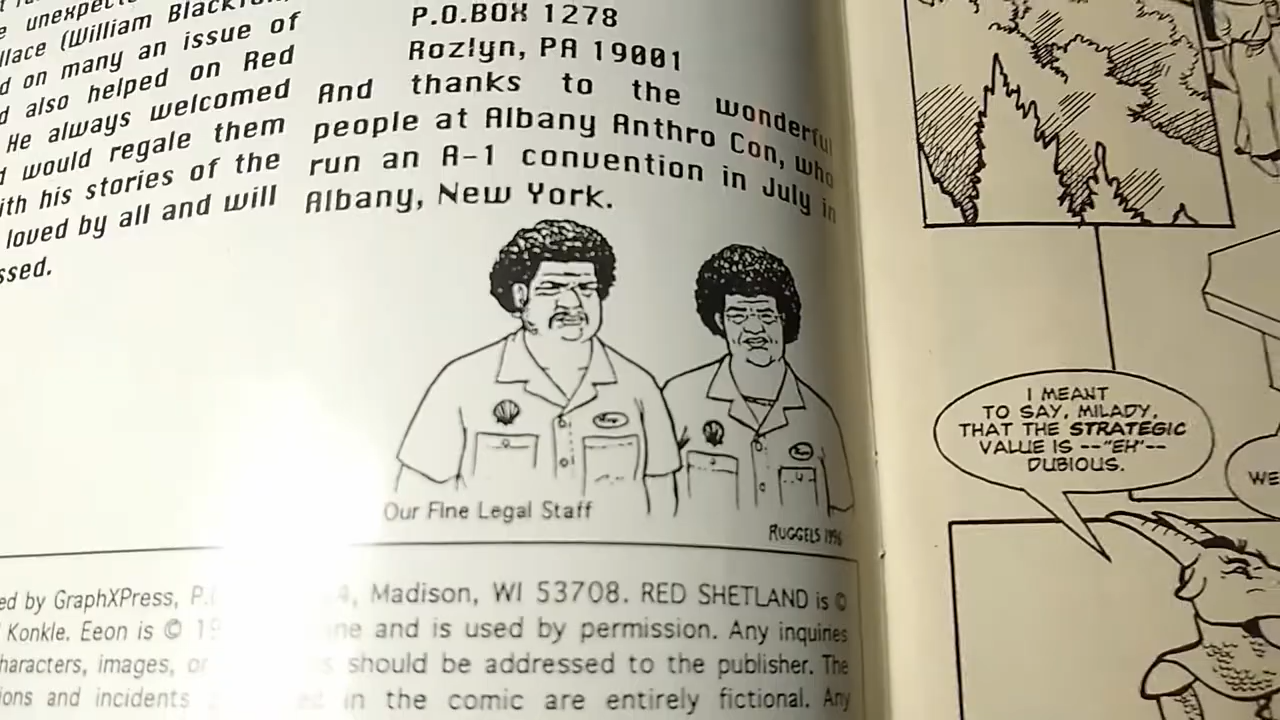 e unexpec
llace (William Black
d on many an issue of
d also helped on Red
He always welcomed
d would regale them
ith his stories of the
loved by all and will
ssed.
P.O.BOX 1278
Rozlyn, PA 19001
And thanks to the wonderful
people at Albany Anthro Con, who
run an A-1 convention in July in
Albany, New York.
Our Fine Legal Staff
RUGGELS 1996
ed by GraphXPress, P. 4, Madison, WI 53708. RED SHETLAND is ©
Konkle. Eeon is © 19 ne and is used by permission. Any inquiries
haracters, images, or s should be addressed to the publisher. The
ions and incidents in the comic are entirely fictional. Any
I MEANT
TO SAY, MILADY,
THAT THE STRATEGIC
VALUE IS --"EH"--
DUBIOUS.
WE